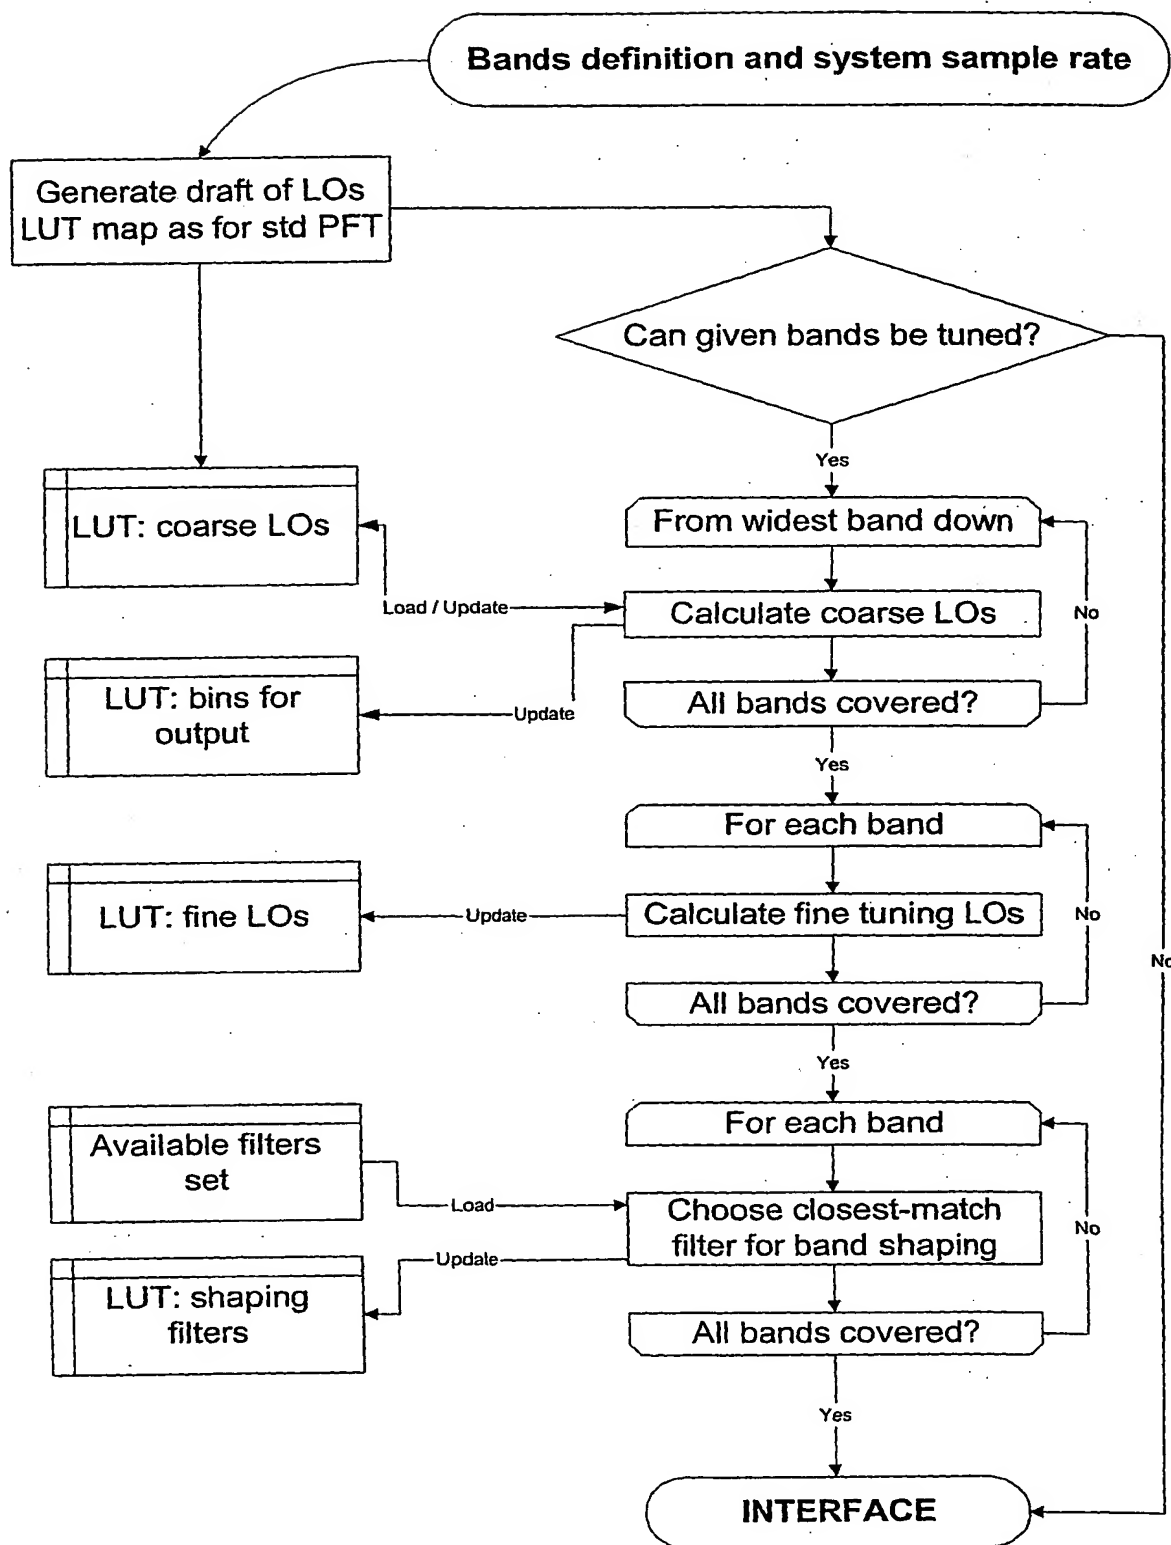 Bands definition and system sample rate
Generate draft of LOs
LUT map as for std PFT
Can given bands be tuned?
Yes
LUT: coarse LOs
From widest band down
Load / Update
Calculate coarse LOs
No
LUT: bins for
output
Update
All bands covered?
Yes
For each band
LUT: fine LOs
Update
Calculate fine tuning LOs
No
No
All bands covered?
Yes
For each band
Available filters
set
Load
Choose closest-match
filter for band shaping
No
Update
LUT: shaping
filters
All bands covered?
Yes
INTERFACE